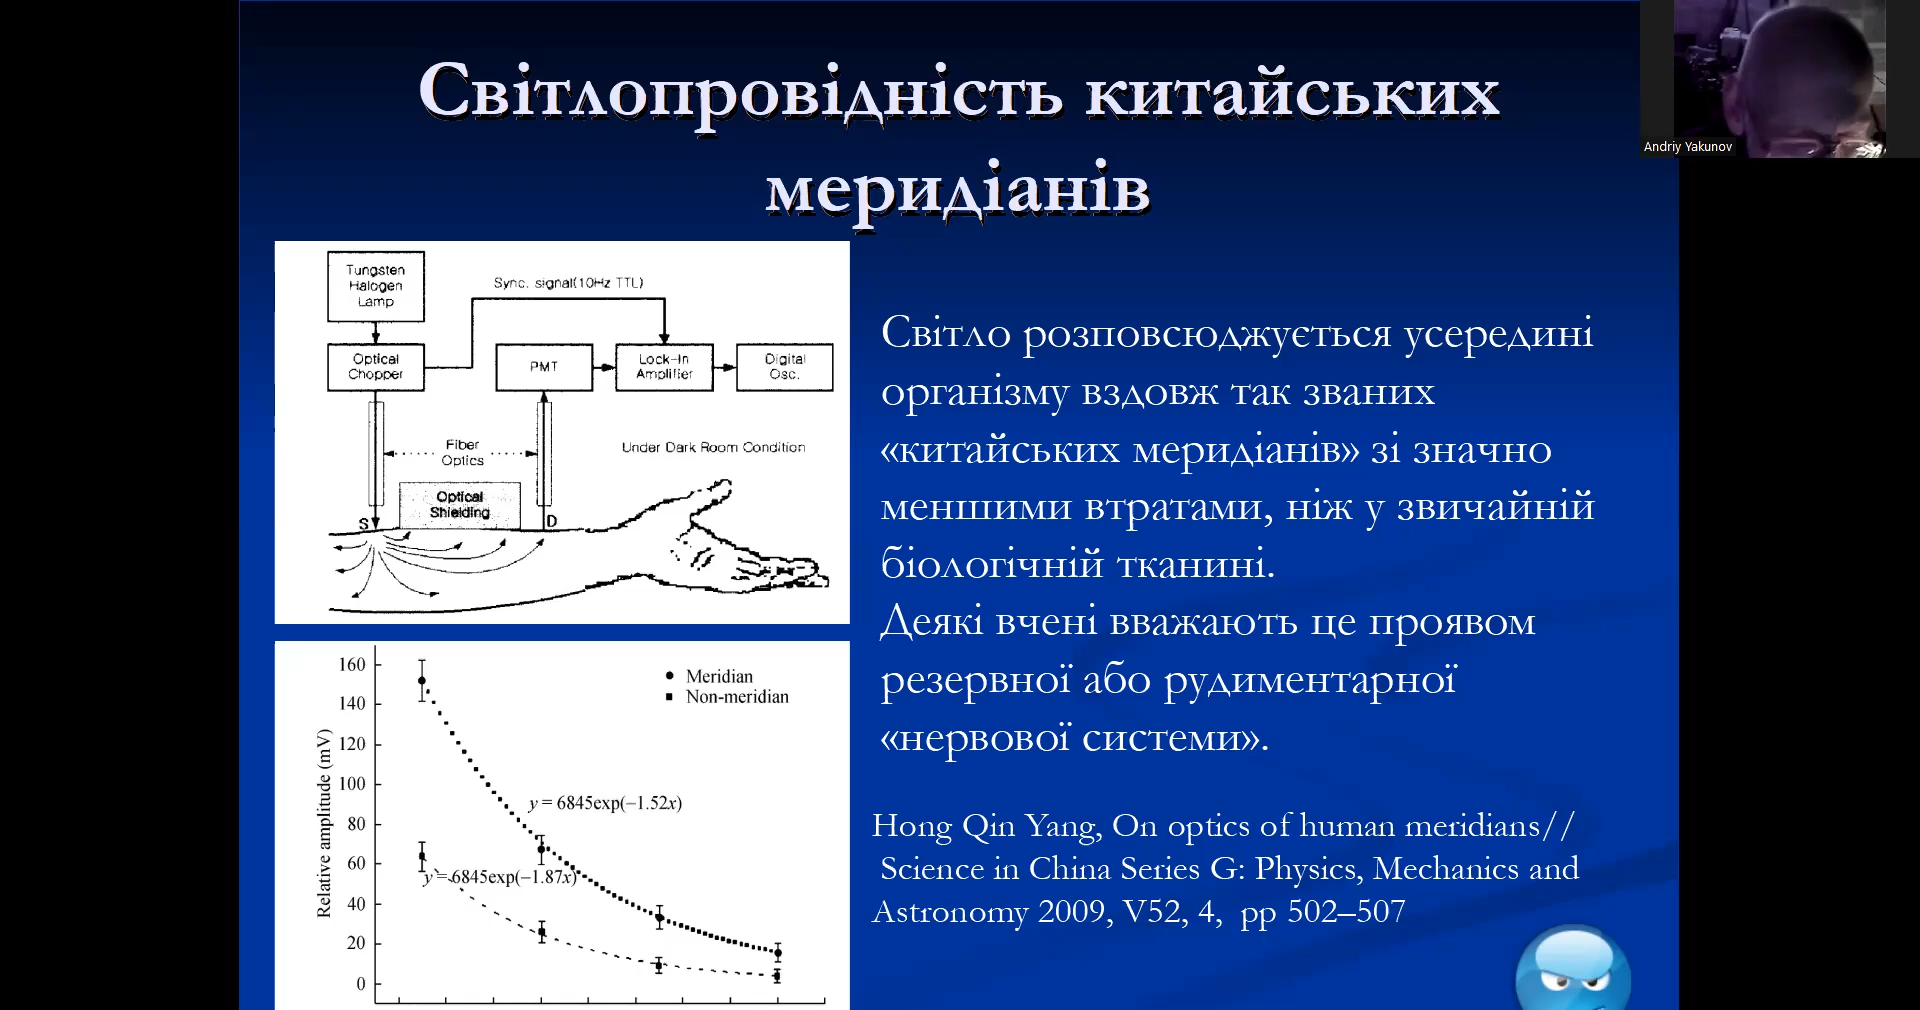 Світлопровідність китайських
меридіанів
Andriy Yakunov
Tungsten
Halogen
Lamp
Sync. signal(10Hz TTL)
Optical
Chopper
PMT
Lock-In
Amplifier
Digital
Osc.
Fiber
Optics
Under Dark Room Condition
Optical
Shielding
S
D
Світло розповсюджується усередині
організму вздовж так званих
«китайських меридіанів» зі значно
меншими втратами, ніж у звичайній
біологічній тканині.
Деякі вчені вважають це проявом
резервної або рудиментарної
«нервової системи».
160
140
120
100
80
60
40
20
0
Relative amplitude (mV)
Meridian
Non-meridian
y = 6845exp(−1.52x)
y = 6845exp(−1.87x)
Hong Qin Yang, On optics of human meridians//
Science in China Series G: Physics, Mechanics and
Astronomy 2009, V52, 4, pp 502–507